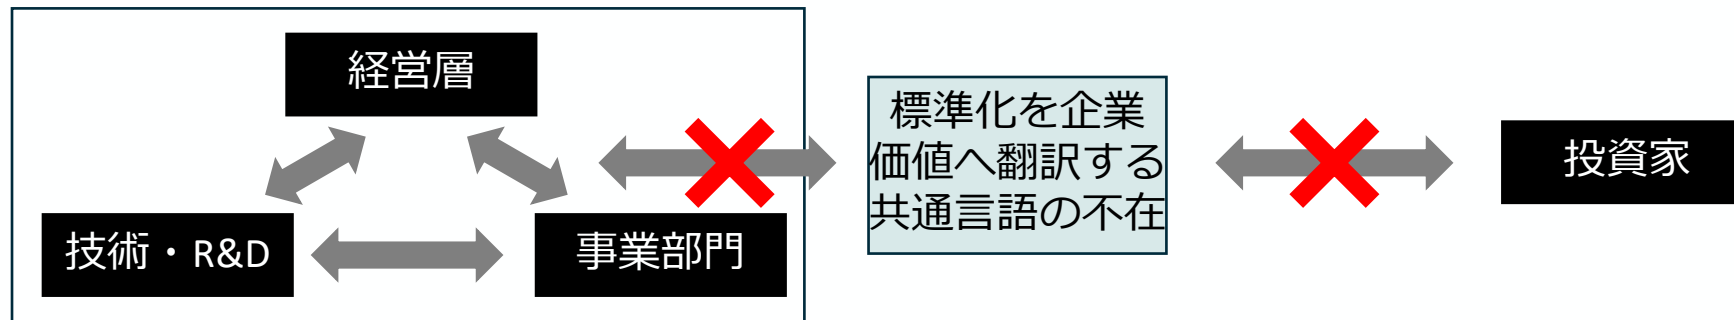 経営層
技術・R&D
事業部門
標準化を企業
価値へ翻訳する
共通言語の不在
投資家